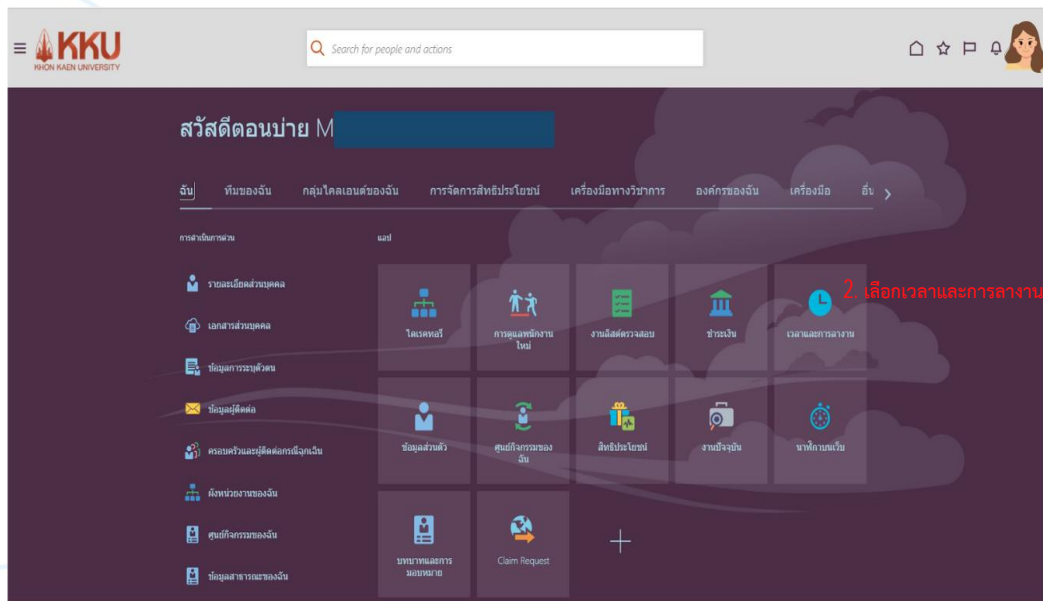 KKU
KHON KAEN UNIVERSITY
Search for people and actions
สวัสดีตอนบ่าย M
ฉัน ทีมของฉัน กลุ่มไคลเอนต์ของฉัน การจัดการสิทธิประโยชน์ เครื่องมือทางวิชาการ องค์กรของฉัน เครื่องมือ อื่น
การดำเนินการด่วน
แอป
รายละเอียดส่วนบุคคล
เอกสารส่วนบุคคล
ข้อมูลการระบุตัวตน
ข้อมูลผู้ติดต่อ
ครอบครัวและผู้ติดต่อกรณีฉุกเฉิน
ผังหน่วยงานของฉัน
ศูนย์กิจกรรมของฉัน
ข้อมูลสาธารณะของฉัน
ไดเรคทอรี
การดูแลพนักงาน
ใหม่
งานลิสต์ตรวจสอบ
ชำระเงิน
เวลาและการลางาน
2. เลือกเวลาและการลางาน
ข้อมูลส่วนตัว
ศูนย์กิจกรรมของ
ฉัน
สิทธิประโยชน์
งานปัจจุบัน
นาฬิกาบนเว็บ
บทบาทและการ
มอบหมาย
Claim Request